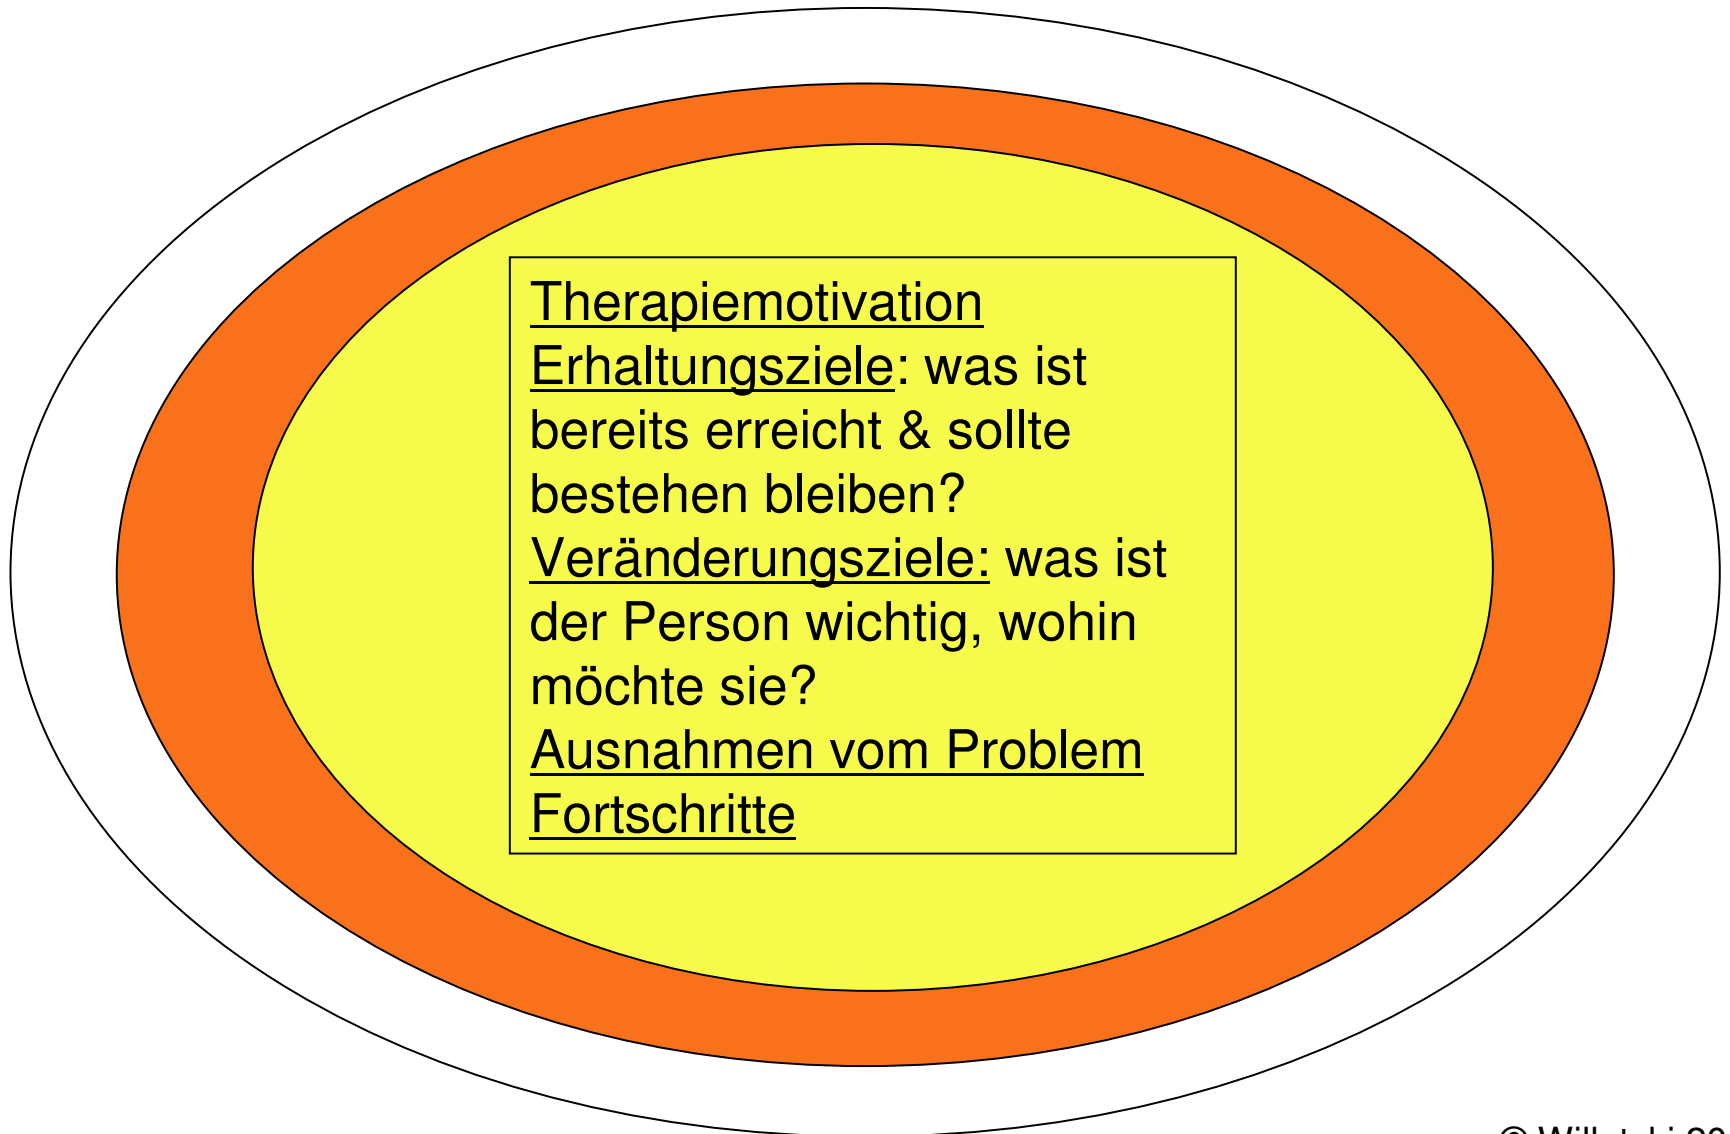 Therapiemotivation
Erhaltungsziele: was ist
bereits erreicht & sollte
bestehen bleiben?
Veränderungsziele: was ist
der Person wichtig, wohin
möchte sie?
Ausnahmen vom Problem
Fortschritte